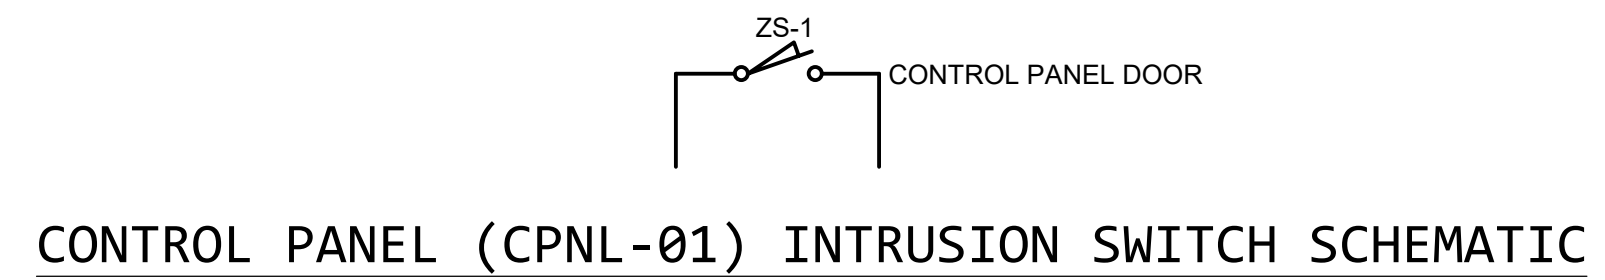 ZS-1
CONTROL PANEL DOOR
CONTROL PANEL (CPNL-01) INTRUSION SWITCH SCHEMATIC